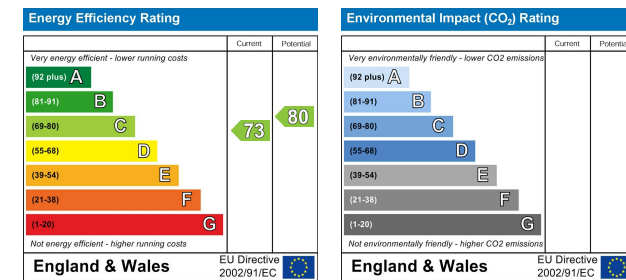 Energy Efficiency Rating
Current Potential
Very energy efficient - lower running costs
(92 plus) A
(81-91) B
(69-80) C
(55-68) D
(39-54) E
(21-38) F
(1-20) G
73
80
Not energy efficient - higher running costs
England & Wales
EU Directive
2002/91/EC
Environmental Impact (CO₂) Rating
Current Potential
Very environmentally friendly - lower CO2 emissions
(92 plus) A
(81-91) B
(69-80) C
(55-68) D
(39-54) E
(21-38) F
(1-20) G
Not environmentally friendly - higher CO2 emissions
England & Wales
EU Directive
2002/91/EC